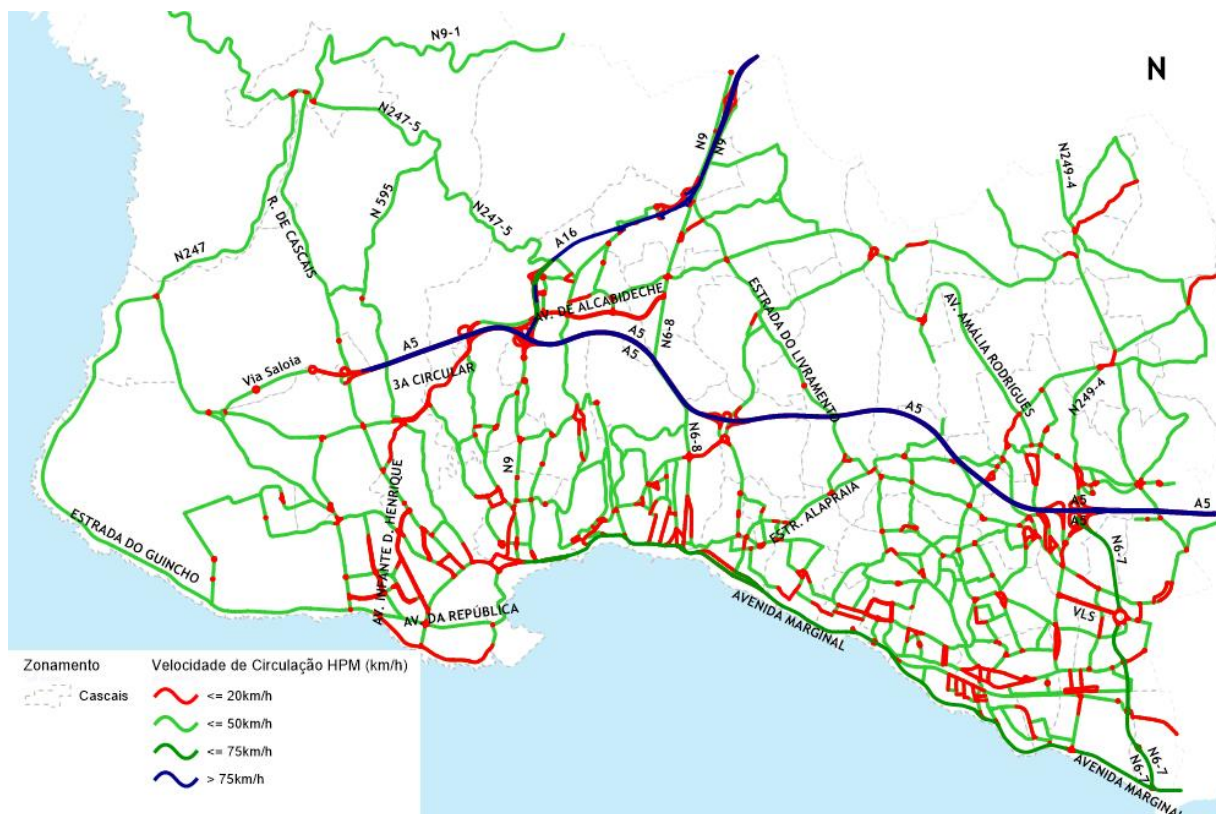 N9-1
N
N247-5
N9
N9
N249-4
N 595
N247-5
R. DE CASCAIS
N247
A16
AV. DE ALCABIDECHE
ESTRADA DO LIVRAMENTO
AV. AMÁLIA RODRIGUES
A5
A5
A5
N6-8
Via Saloia
3A CIRCULAR
N249-4
A5
N6-8
N9
ESTR. ALAPRAIA
A5
A5
A5
ESTRADA DO GUINCHO
AV. INFANTE D. HENRIQUE
N6-7
AV. DA REPÚBLICA
AVENIDA MARGINAL
VLS
N6-7
N6-7
AVENIDA MARGINAL
Zonamento
Cascais
Velocidade de Circulação HPM (km/h)
<= 20km/h
<= 50km/h
<= 75km/h
> 75km/h